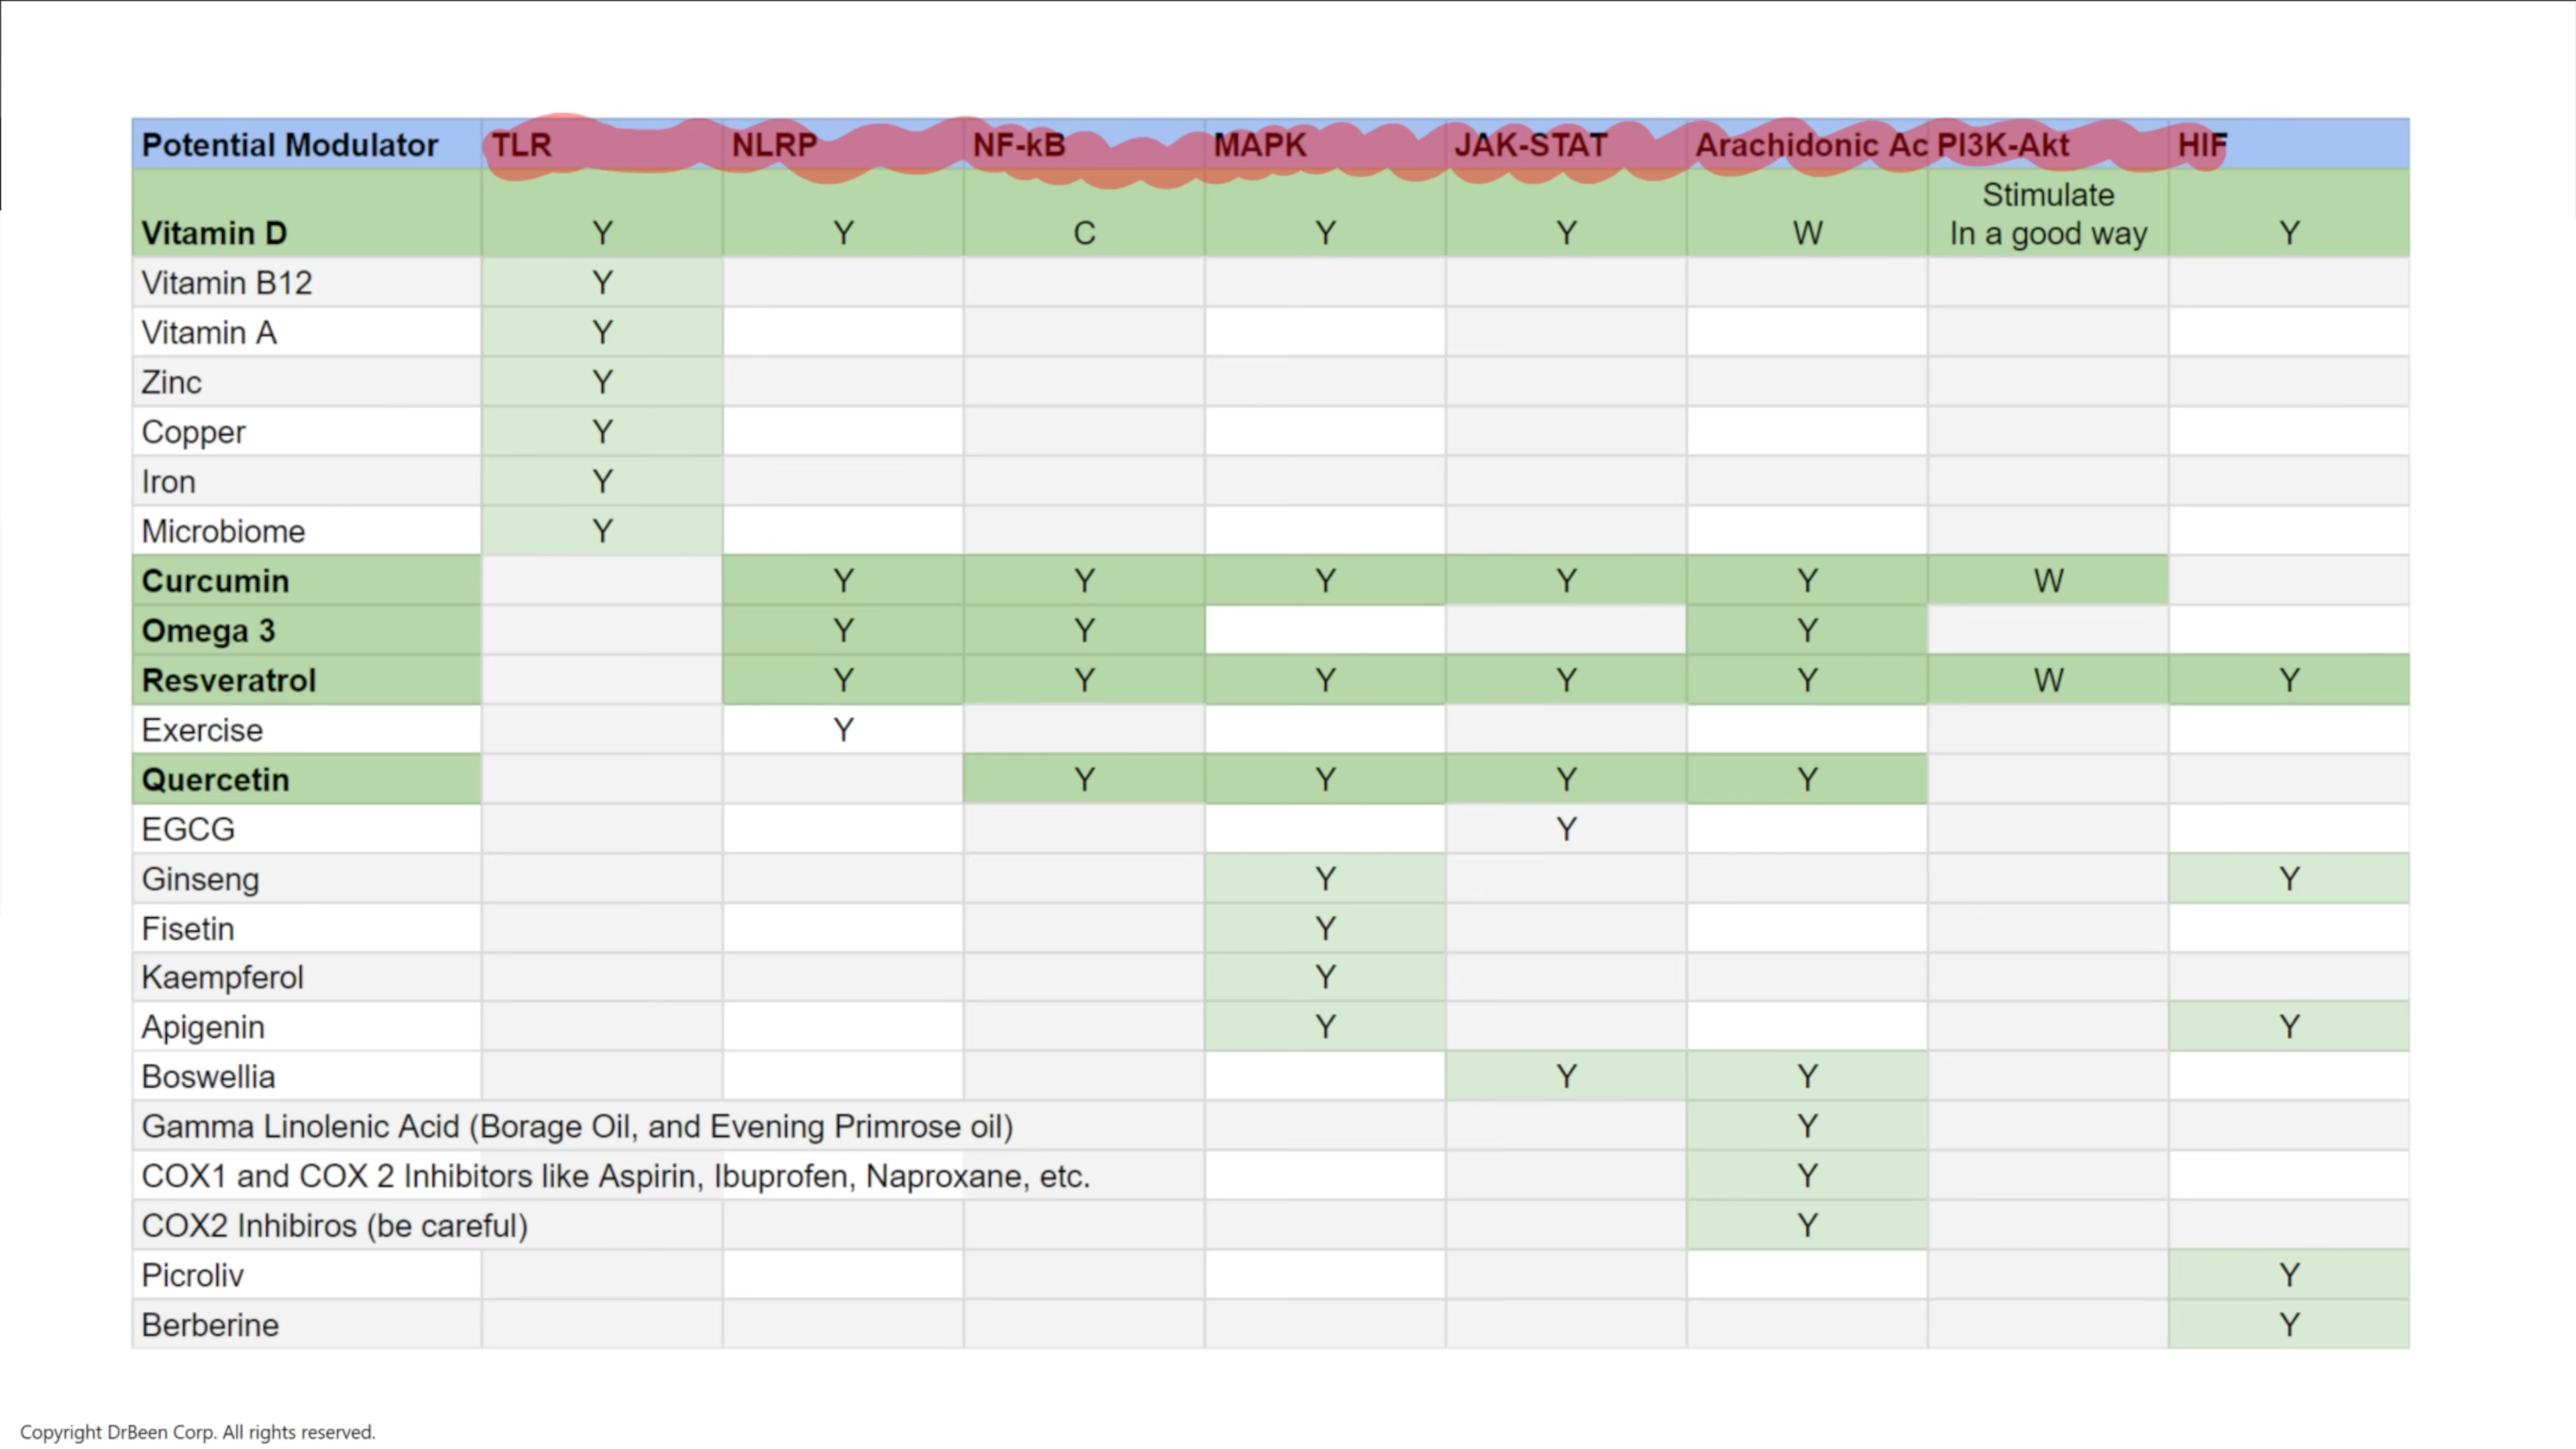 Potential Modulator TLR NLRP NF-kB MAPK JAK-STAT Arachidonic Ac PI3K-Akt HIF
Stimulate
Vitamin D Y Y C Y Y W In a good way Y
Vitamin B12 Y
Vitamin A Y
Zinc Y
Copper Y
Iron Y
Microbiome Y
Curcumin Y Y Y Y Y W
Omega 3 Y Y Y
Resveratrol Y Y Y Y Y W Y
Exercise Y
Quercetin Y Y Y Y
EGCG Y
Ginseng Y Y
Fisetin Y
Kaempferol Y
Apigenin Y Y
Boswellia Y Y
Gamma Linolenic Acid (Borage Oil, and Evening Primrose oil) Y
COX1 and COX 2 Inhibitors like Aspirin, Ibuprofen, Naproxane, etc. Y
COX2 Inhibiros (be careful) Y
Picroliv Y
Berberine Y
Copyright DrBeen Corp. All rights reserved.